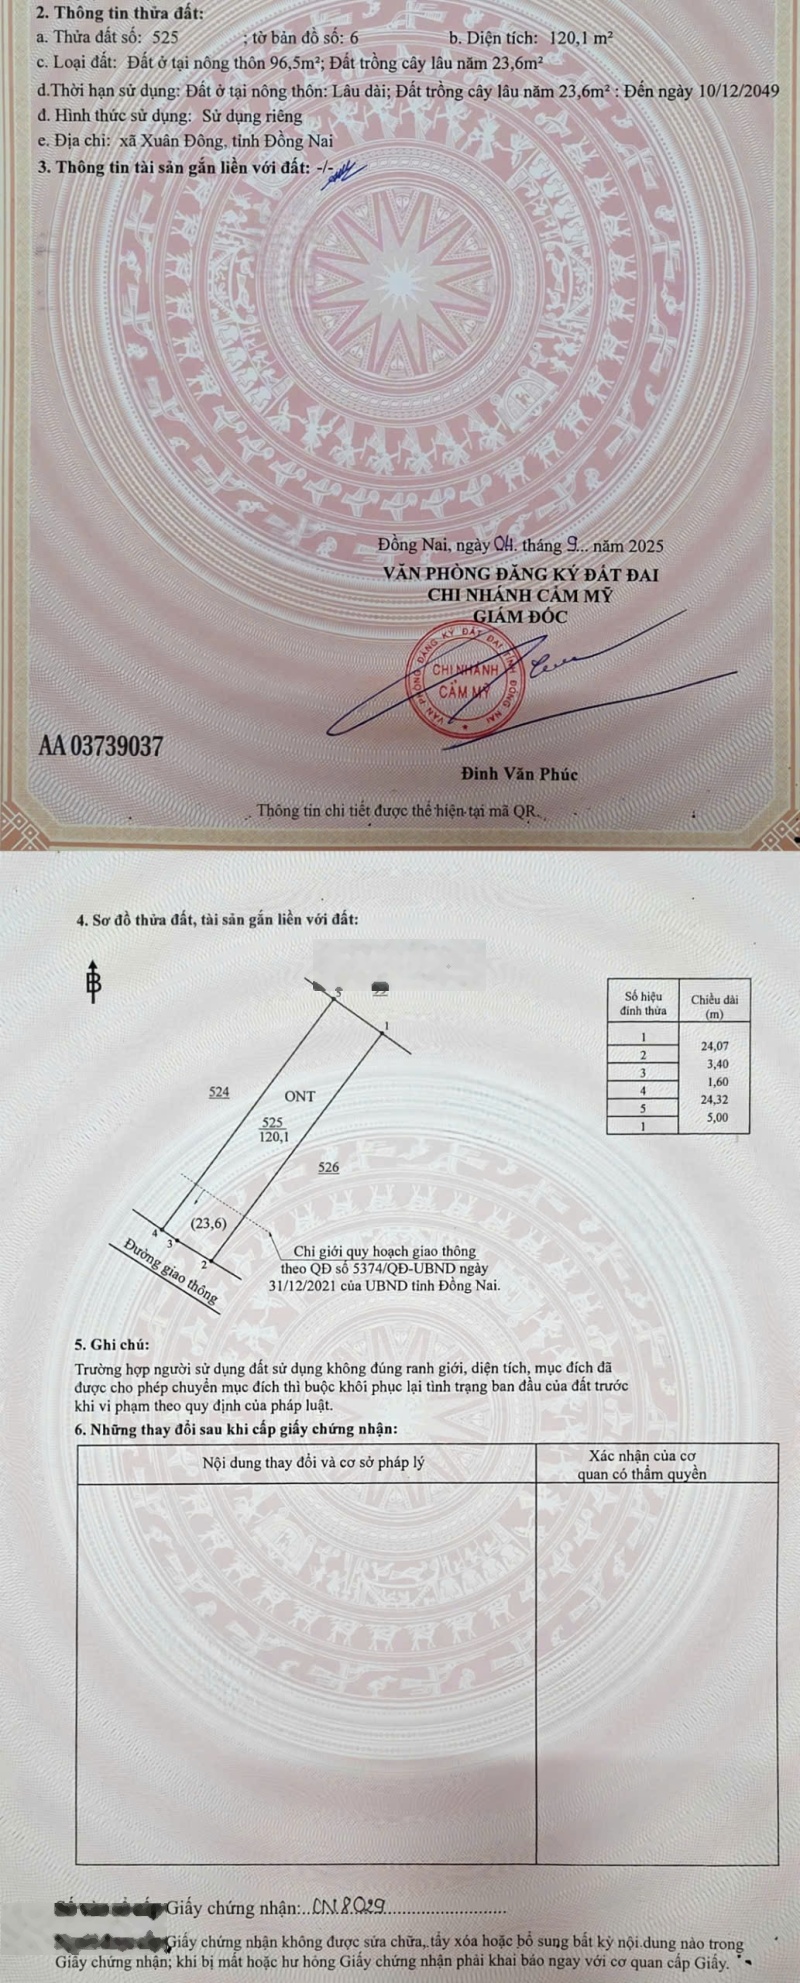 2. Thông tin thửa đất:
a. Thửa đất số: 525 ; tờ bản đồ số: 6 b. Diện tích: 120,1 m²
c. Loại đất: Đất ở tại nông thôn 96,5m²; Đất trồng cây lâu năm 23,6m²
d.Thời hạn sử dụng: Đất ở tại nông thôn: Lâu dài; Đất trồng cây lâu năm 23,6m² : Đến ngày 10/12/2049
đ. Hình thức sử dụng: Sử dụng riêng
e. Địa chỉ: xã Xuân Đông, tỉnh Đồng Nai
3. Thông tin tài sản gắn liền với đất: -/-
Đồng Nai, ngày 04. tháng 9... năm 2025
VĂN PHÒNG ĐĂNG KÝ ĐẤT ĐAI
CHI NHÁNH CẨM MỸ
GIÁM ĐỐC
VĂN PHÒNG ĐĂNG KÝ ĐẤT ĐAI TỈNH ĐỒNG NAI
CHI NHÁNH
CẨM MỸ
AA 03739037
Đinh Văn Phúc
Thông tin chi tiết được thể hiện tại mã QR.
4. Sơ đồ thửa đất, tài sản gắn liền với đất:
B
Số hiệu đỉnh thửa Chiều dài (m)
1
24,07
2
3,40
3
1,60
4
24,32
5
5,00
1
5
1
524
ONT
525
120,1
526
(23,6)
4
3
2
Đường giao thông
Chỉ giới quy hoạch giao thông
theo QĐ số 5374/QĐ-UBND ngày
31/12/2021 của UBND tỉnh Đồng Nai.
5. Ghi chú:
Trường hợp người sử dụng đất sử dụng không đúng ranh giới, diện tích, mục đích đã
được cho phép chuyển mục đích thì buộc khôi phục lại tình trạng ban đầu của đất trước
khi vi phạm theo quy định của pháp luật.
6. Những thay đổi sau khi cấp giấy chứng nhận:
Nội dung thay đổi và cơ sở pháp lý
Xác nhận của cơ
quan có thẩm quyền
Giấy chứng nhận:..CN 8029
Giấy chứng nhận không được sửa chữa, tẩy xóa hoặc bổ sung bất kỳ nội dung nào trong
Giấy chứng nhận; khi bị mất hoặc hư hỏng Giấy chứng nhận phải khai báo ngay với cơ quan cấp Giấy.